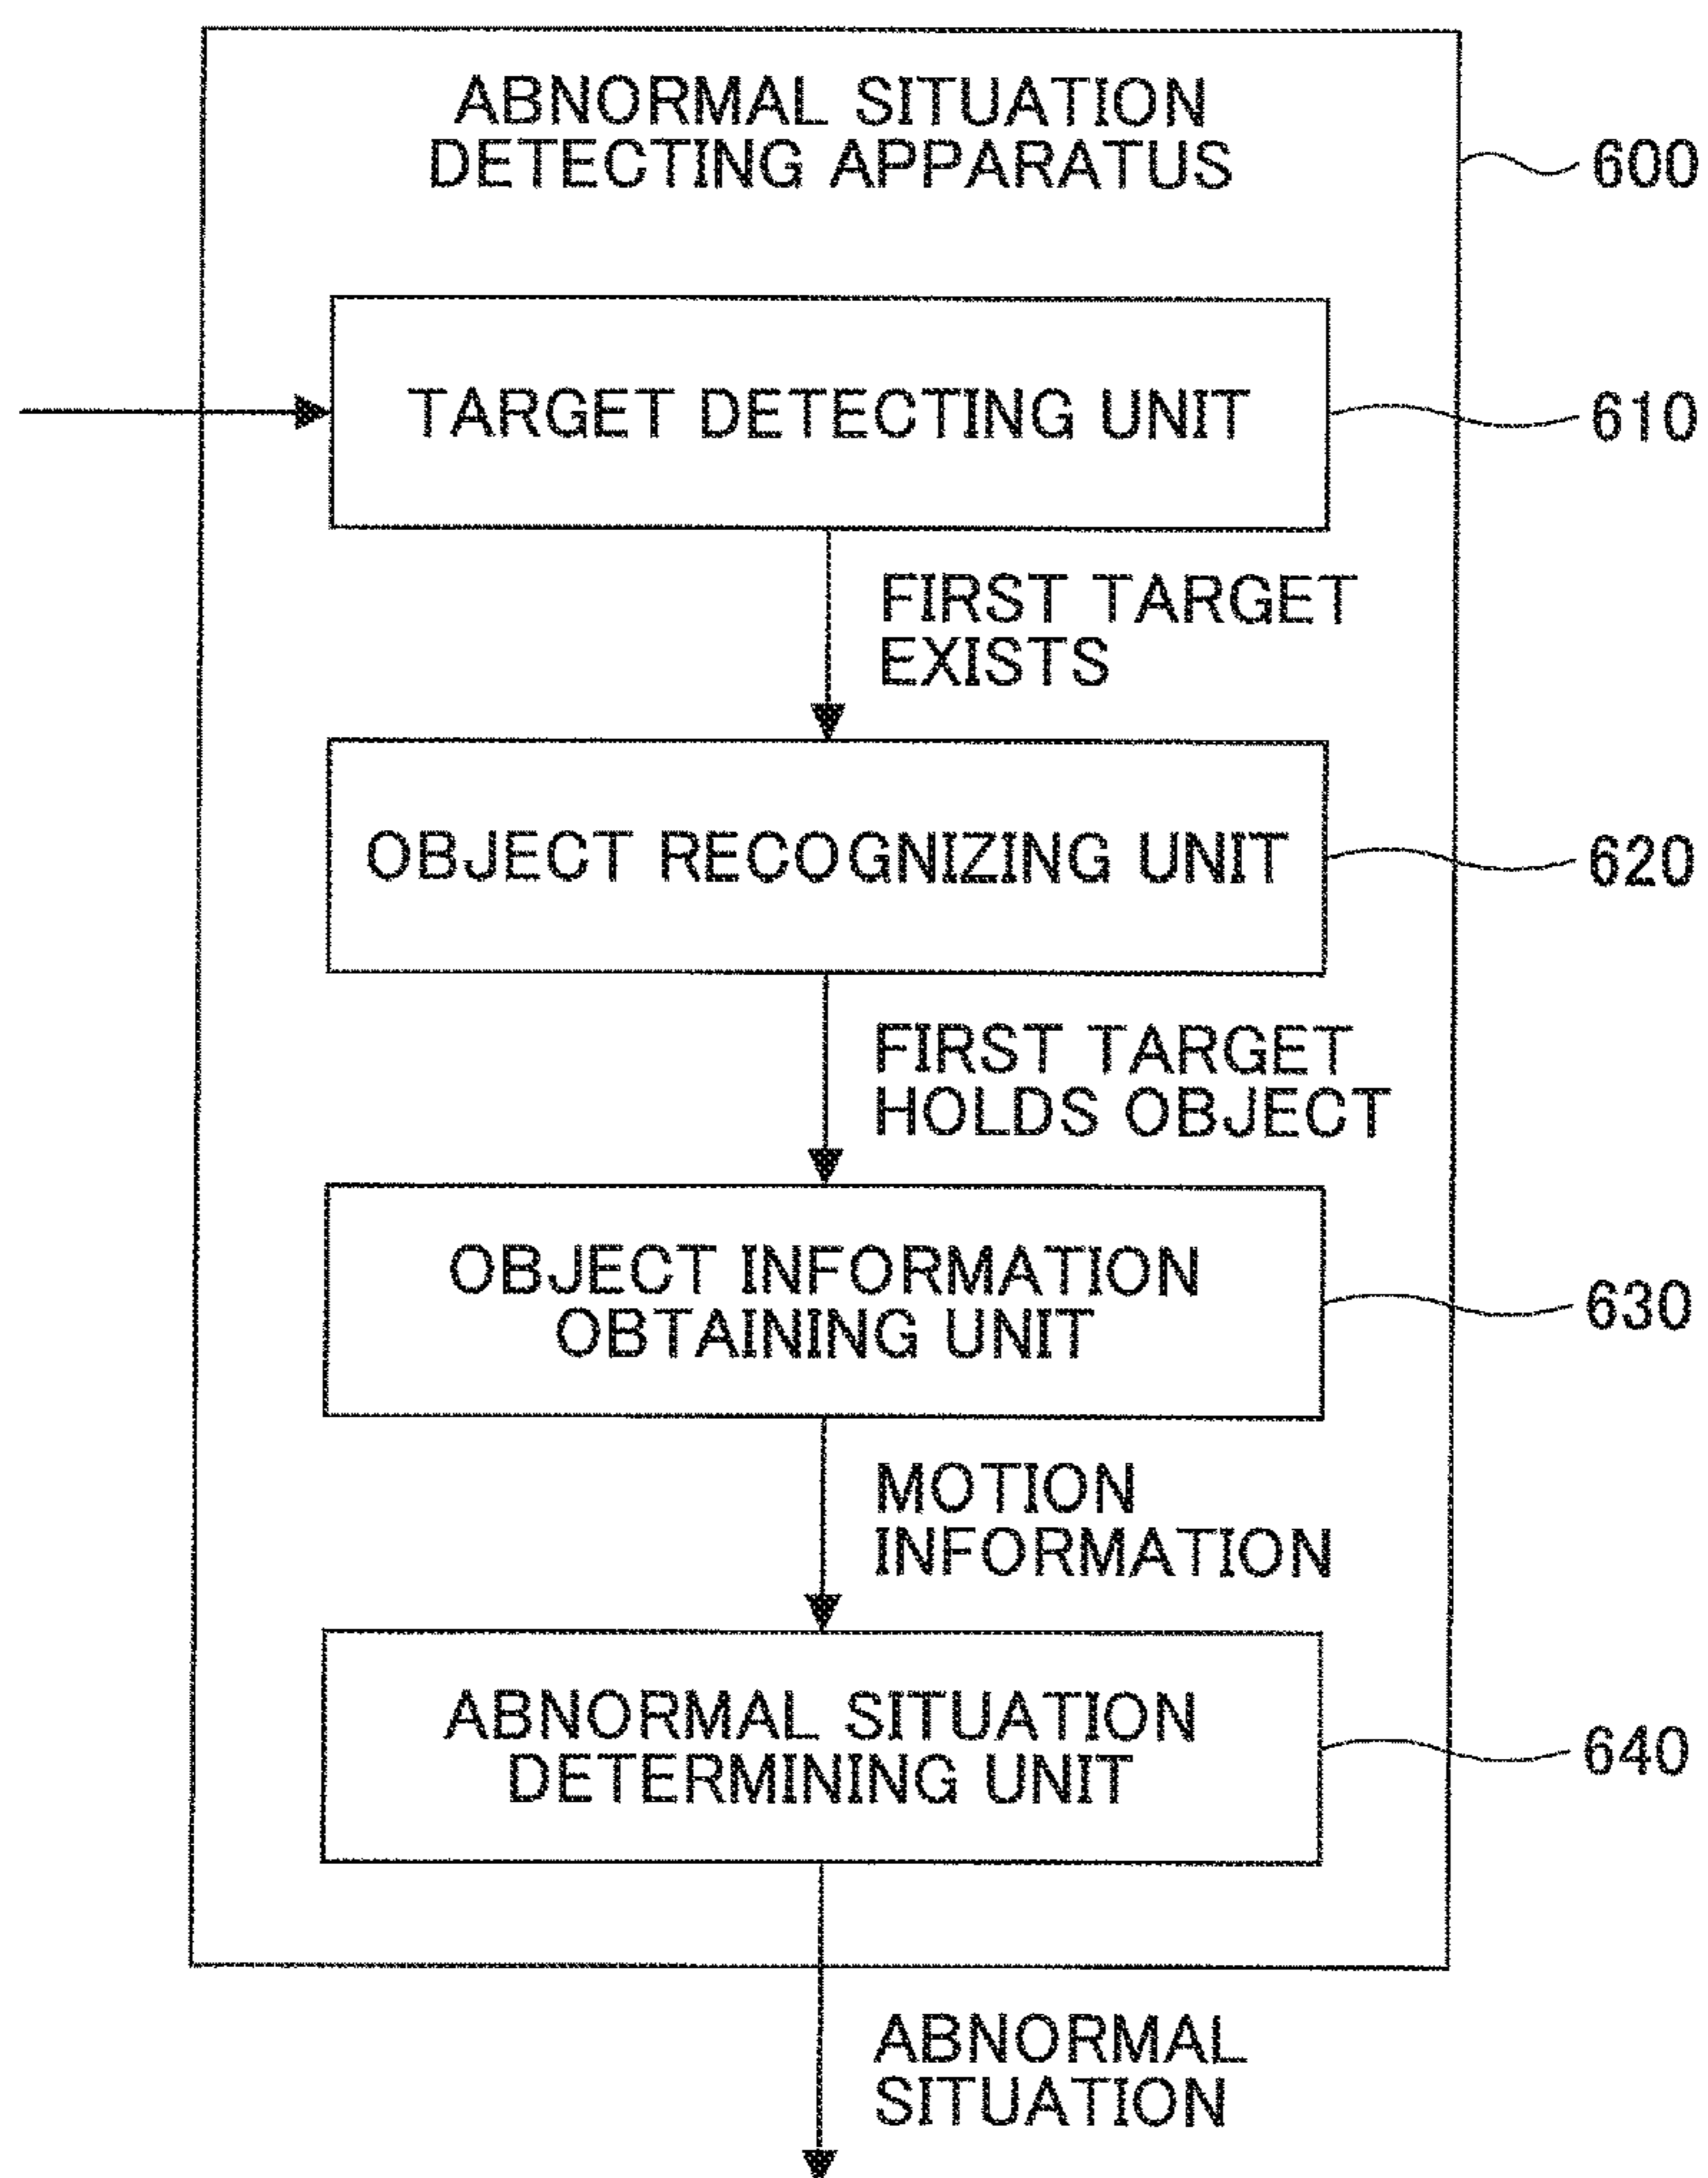 ABNORMAL SITUATION
DETECTING APPARATUS
600
TARGET DETECTING UNIT
610
FIRST TARGET
EXISTS
OBJECT RECOGNIZING UNIT
620
FIRST TARGET
HOLDS OBJECT
OBJECT INFORMATION
OBTAINING UNIT
630
MOTION
INFORMATION
ABNORMAL SITUATION
DETERMINING UNIT
640
ABNORMAL
SITUATION